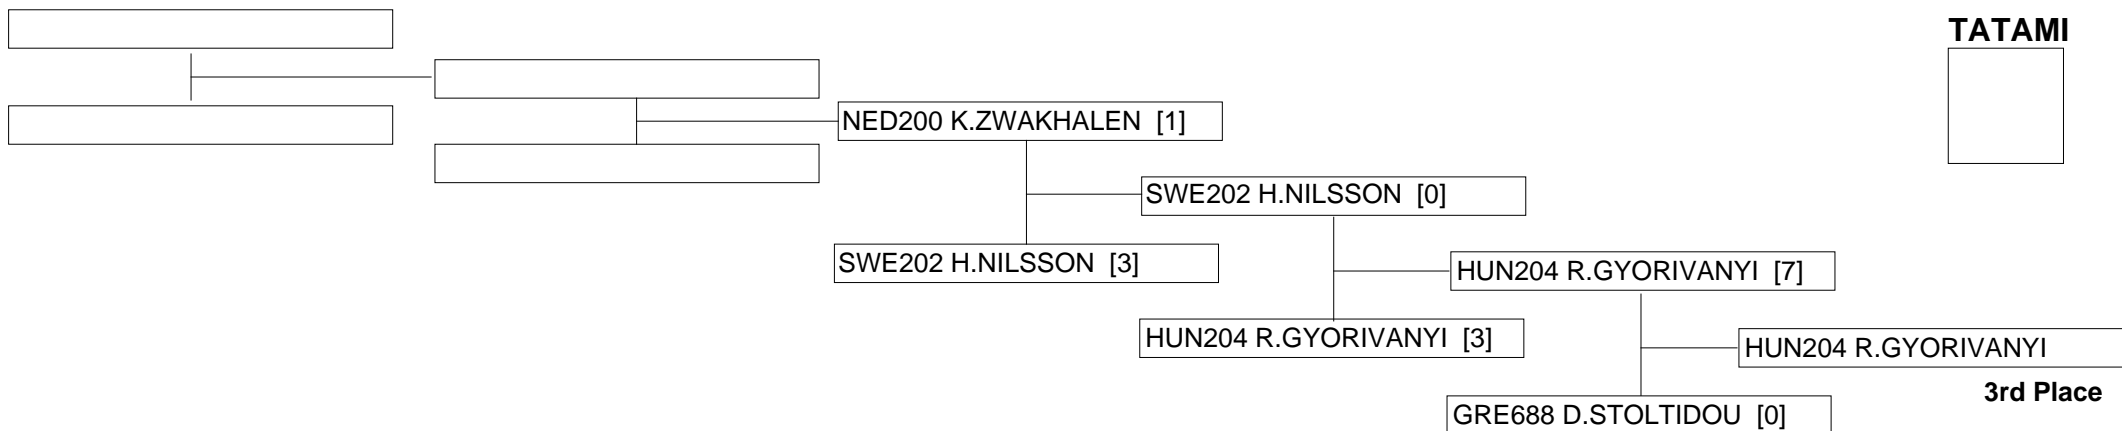 TATAMI
NED200 K.ZWAKHALEN [1]
SWE202 H.NILSSON [0]
SWE202 H.NILSSON [3]
HUN204 R.GYORIVANYI [7]
HUN204 R.GYORIVANYI [3]
HUN204 R.GYORIVANYI
3rd Place
GRE688 D.STOLTIDOU [0]